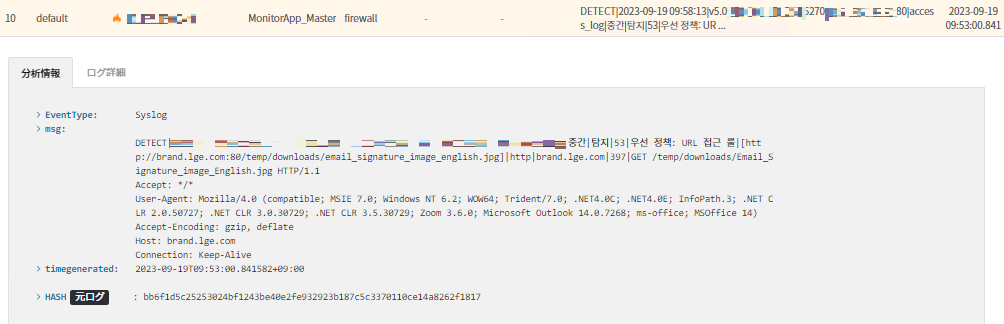 10 default MonitorApp_Master firewall - - DETECT|2023-09-19 09:58:13|v5.0 5270 80|acces 2023-09-19
s_log|중간|탐지|53|우선 정책: UR ... 09:53:00.841
分析情報 ログ詳細
> EventType: Syslog
> msg:
DETECT| 중간|탐지|53|우선 정책: URL 접근 룰|[htt
p://brand.lge.com:80/temp/downloads/email_signature_image_english.jpg]|http|brand.lge.com|397|GET /temp/downloads/Email_S
ignature_image_English.jpg HTTP/1.1
Accept: */*
User-Agent: Mozilla/4.0 (compatible; MSIE 7.0; Windows NT 6.2; WOW64; Trident/7.0; .NET4.0C; .NET4.0E; InfoPath.3; .NET C
LR 2.0.50727; .NET CLR 3.0.30729; .NET CLR 3.5.30729; Zoom 3.6.0; Microsoft Outlook 14.0.7268; ms-office; MSOffice 14)
Accept-Encoding: gzip, deflate
Host: brand.lge.com
Connection: Keep-Alive
> timegenerated: 2023-09-19T09:53:00.841582+09:00
> HASH 元ログ : bb6f1d5c25253024bf1243be40e2fe932923b187c5c3370110ce14a8262f1817